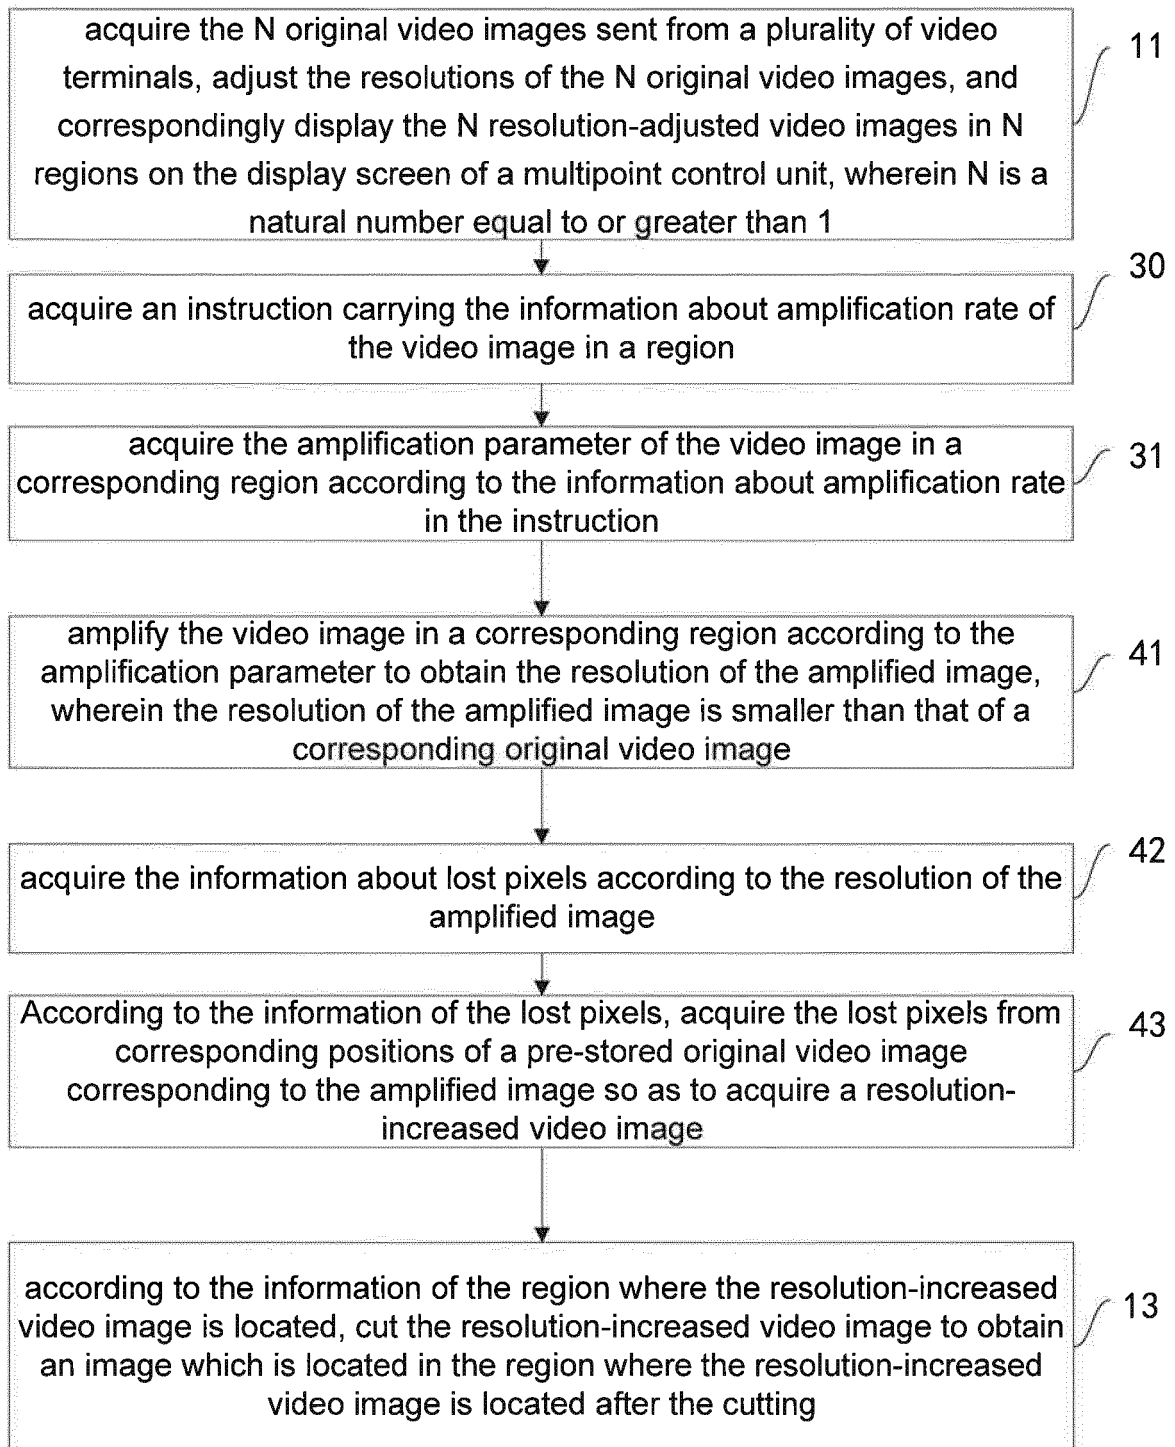 acquire the N original video images sent from a plurality of video
terminals, adjust the resolutions of the N original video images, and
correspondingly display the N resolution-adjusted video images in N
regions on the display screen of a multipoint control unit, wherein N is a
natural number equal to or greater than 1
11
acquire an instruction carrying the information about amplification rate of
the video image in a region
30
acquire the amplification parameter of the video image in a
corresponding region according to the information about amplification rate
in the instruction
31
amplify the video image in a corresponding region according to the
amplification parameter to obtain the resolution of the amplified image,
wherein the resolution of the amplified image is smaller than that of a
corresponding original video image
41
acquire the information about lost pixels according to the resolution of the
amplified image
42
According to the information of the lost pixels, acquire the lost pixels from
corresponding positions of a pre-stored original video image
corresponding to the amplified image so as to acquire a resolution-
increased video image
43
according to the information of the region where the resolution-increased
video image is located, cut the resolution-increased video image to obtain
an image which is located in the region where the resolution-increased
video image is located after the cutting
13